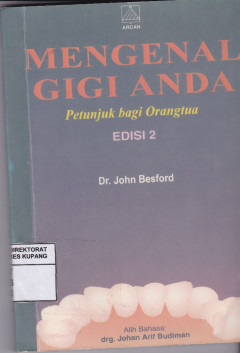 ARCAN
MENGENAL
GIGI ANDA
Petunjuk bagi Orangtua
EDISI 2
Dr. John Besford
DIREKTORAT
ES KUPANG
Alih Bahasa:
drg. Johan Arif Budiman